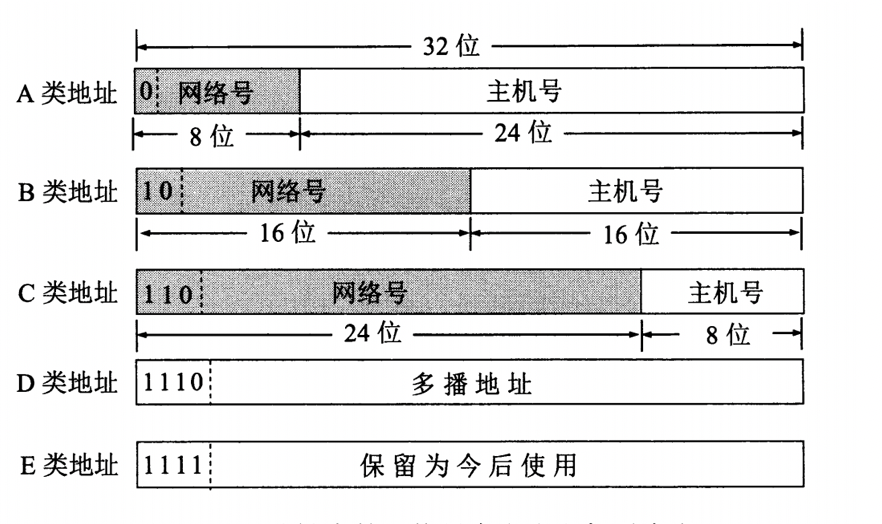 32 位
A 类地址 0 网络号 主机号
8 位 24 位
B 类地址 10 网络号 主机号
16 位 16 位
C 类地址 110 网络号 主机号
24 位 8 位
D 类地址 1110 多播地址
E 类地址 1111 保留为今后使用